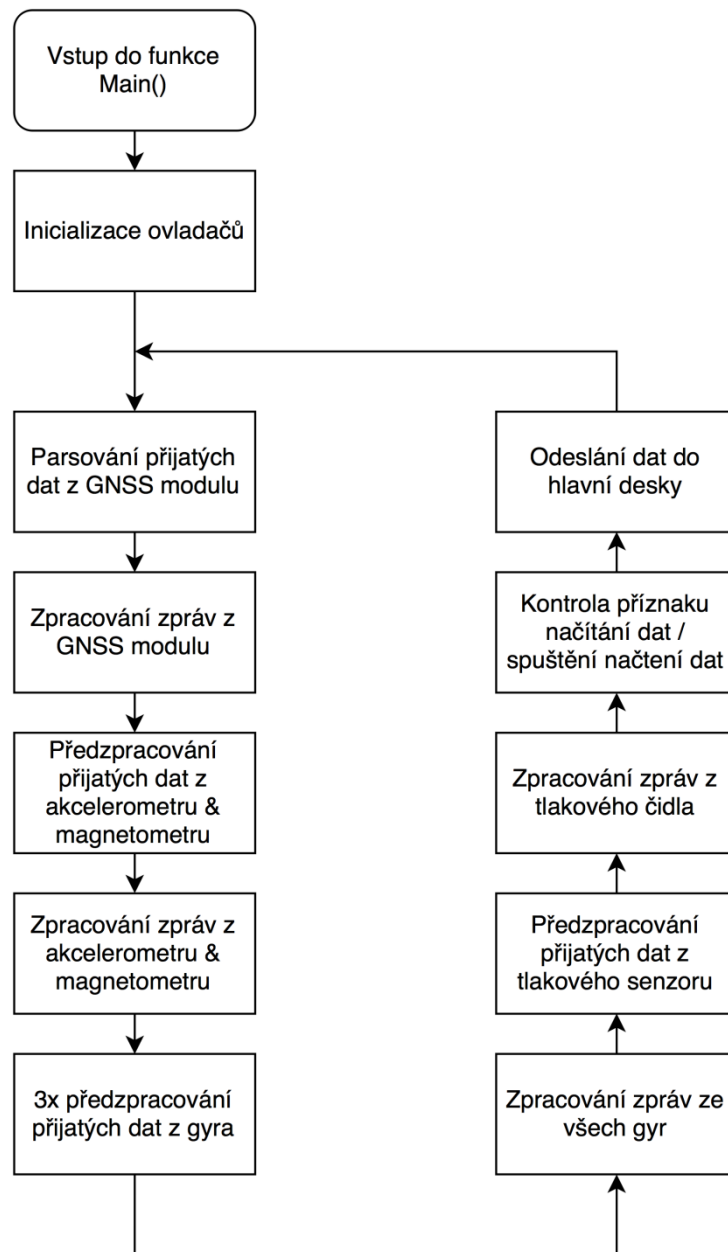 Vstup do funkce
Main()
Inicializace ovladačů
Parsování přijatých
dat z GNSS modulu
Zpracování zpráv z
GNSS modulu
Předzpracování
přijatých dat z
akcelerometru &
magnetometru
Zpracování zpráv z
akcelerometru &
magnetometru
3x předzpracování
přijatých dat z gyra
Zpracování zpráv ze
všech gyr
Předzpracování
přijatých dat z
tlakového senzoru
Zpracování zpráv z
tlakového čidla
Kontrola příznaku
načítání dat /
spuštění načtení dat
Odeslání dat do
hlavní desky